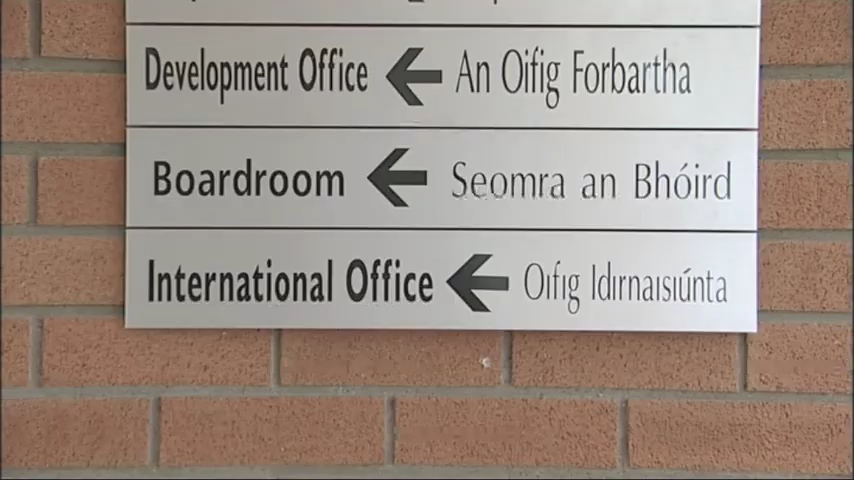 Development Office ← An Oifig Forbartha
Boardroom ← Seomra an Bhóird
International Office ← Oifig Idirnaisiúnta